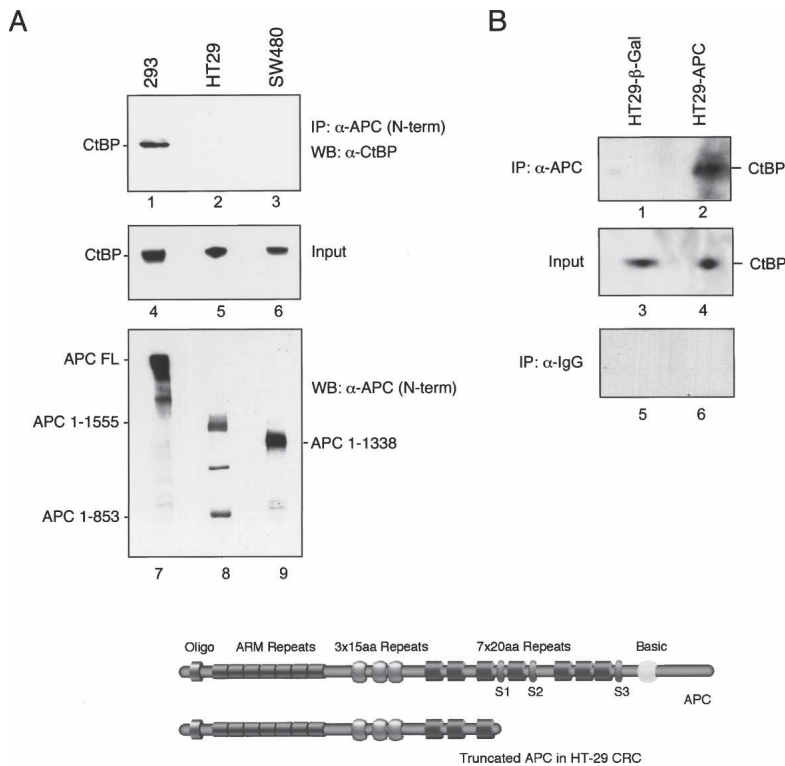 A
293
HT29
SW480
CtBP
IP: α-APC (N-term)
WB: α-CtBP
1 2 3
CtBP
Input
4 5 6
APC FL
WB: α-APC (N-term)
APC 1-1555
APC 1-1338
APC 1-853
7 8 9
B
HT29-β-Gal
HT29-APC
IP: α-APC
CtBP
1 2
Input
CtBP
3 4
IP: α-IgG
5 6
Oligo ARM Repeats 3x15aa Repeats 7x20aa Repeats Basic
S1 S2 S3
APC
Truncated APC in HT-29 CRC